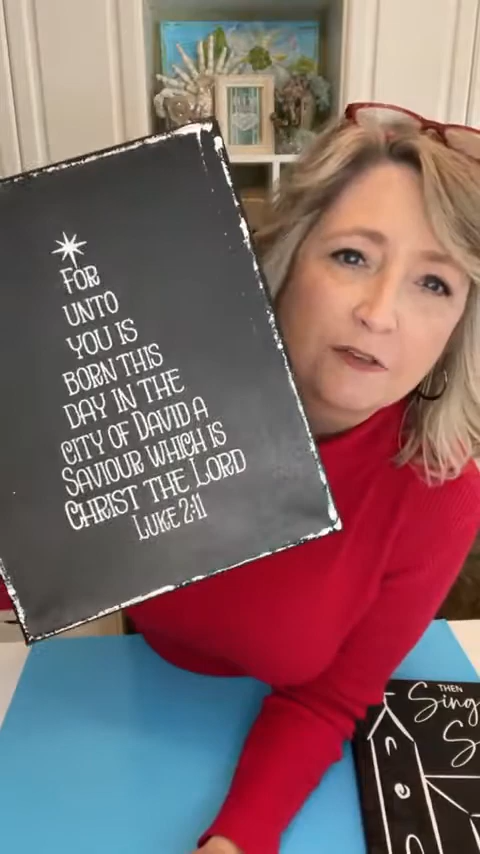 FOR
UNTO
YOU IS
BORN THIS
DAY IN THE
CITY OF DAVID A
SAVIOUR WHICH IS
CHRIST THE LORD
LUKE 2:11
THEN
Sing
S